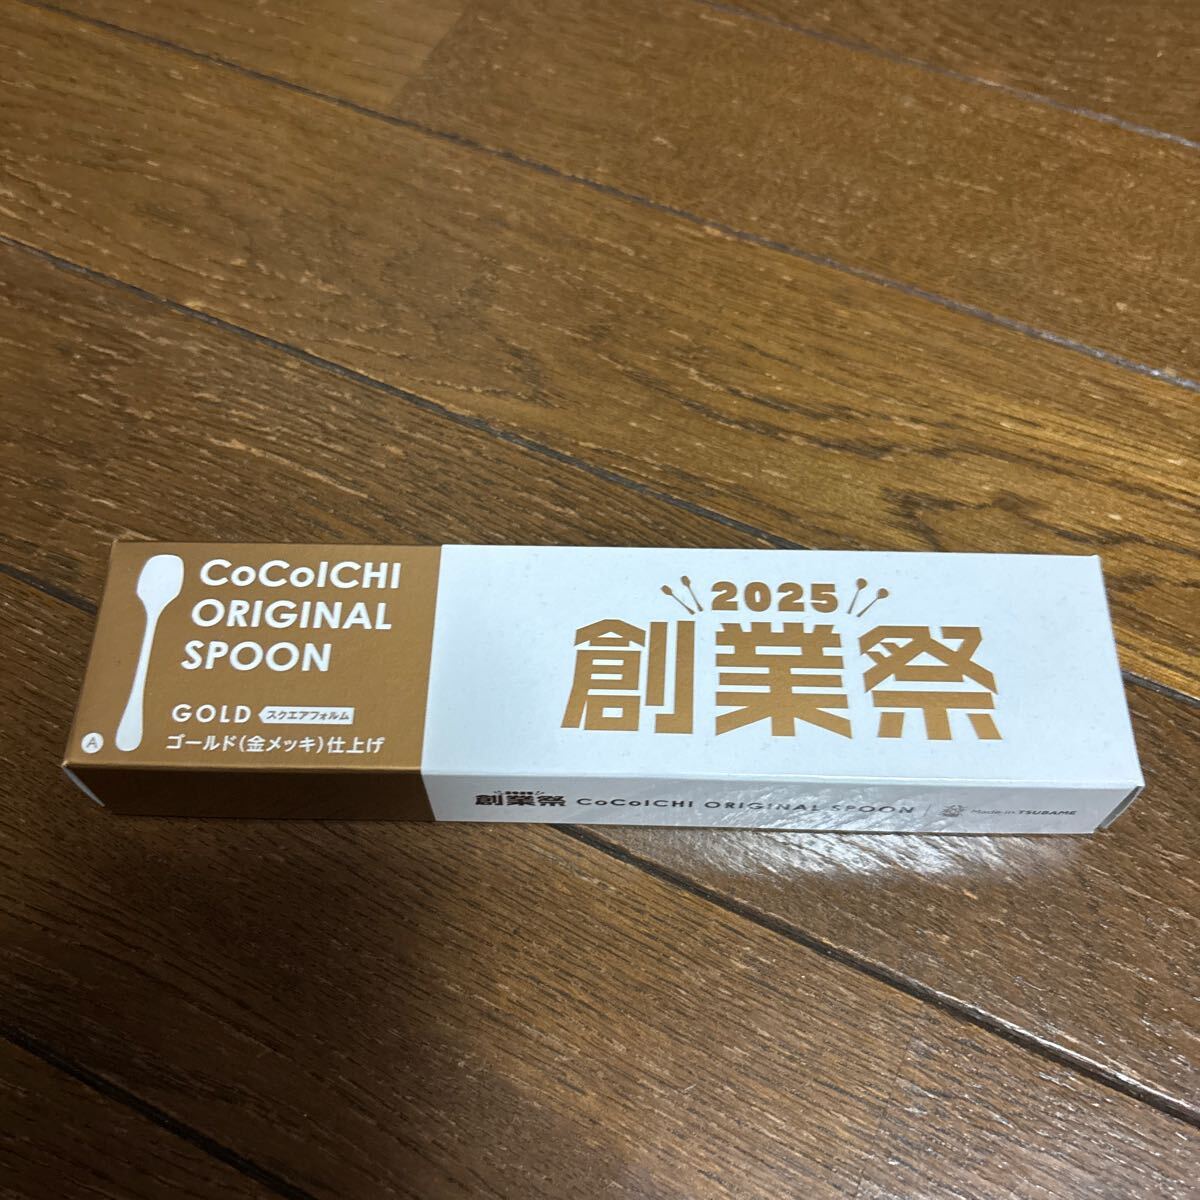 CoCoICHI
ORIGINAL
SPOON
GOLD スクエアフォルム
ゴールド(金メッキ)仕上げ
A
2025
創業祭
創業祭 CoCoICHI ORIGINAL SPOON | Made in TSUBAME